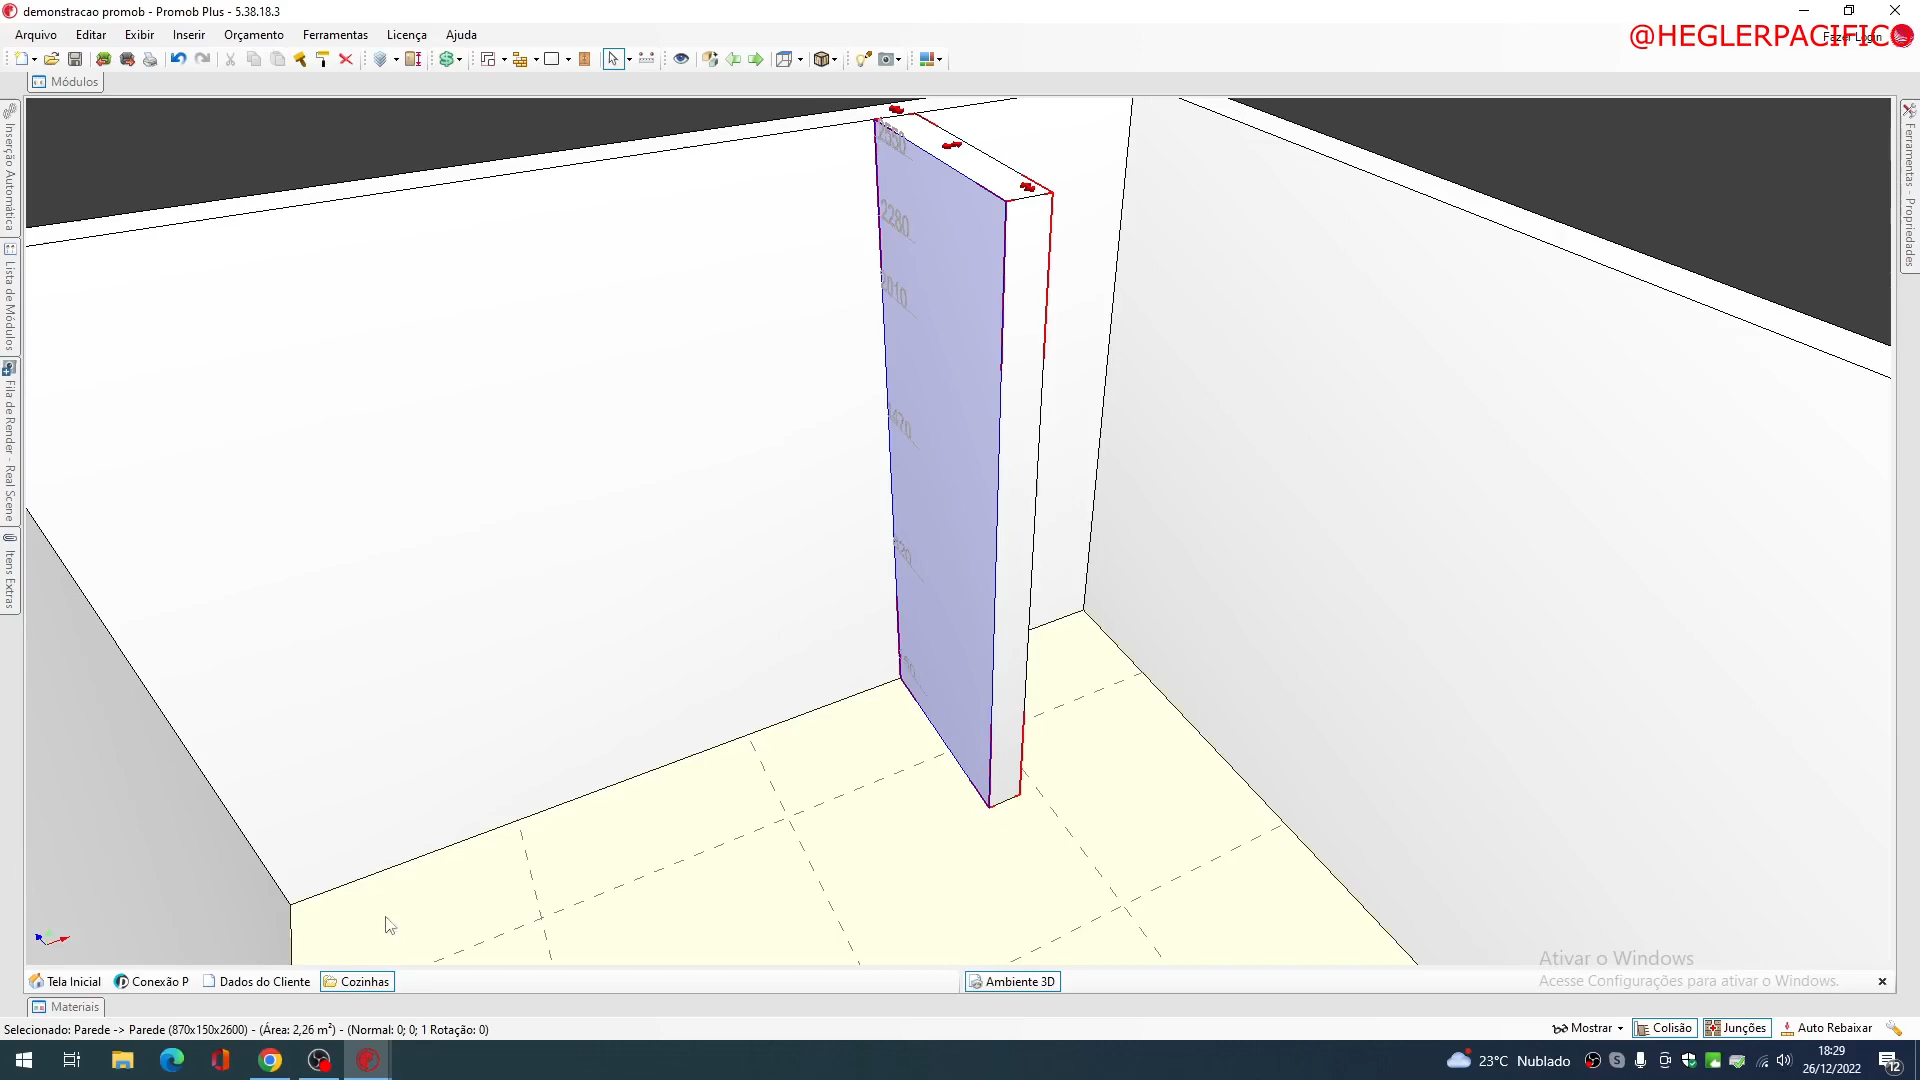 demonstracao promob - Promob Plus - 5.38.18.3
Arquivo Editar Exibir Inserir Orçamento Ferramentas Licença Ajuda
@HEGLERPACIFICO
Fazer Login
Módulos
Inserção Automática
Lista de Módulos
Fila de Render - Real Scene
Itens Extras
Ferramentas - Propriedades
2550
2280
2010
Ativar o Windows
Acesse Configurações para ativar o Windows.
Tela Inicial Conexão P Dados do Cliente Cozinhas Ambiente 3D
Materiais
Selecionado: Parede -> Parede (870x150x2600) - (Área: 2,26 m²) - (Normal: 0; 0; 1 Rotação: 0)
Mostrar Colisão Junções Auto Rebaixar
23°C Nublado
18:29
26/12/2022
12